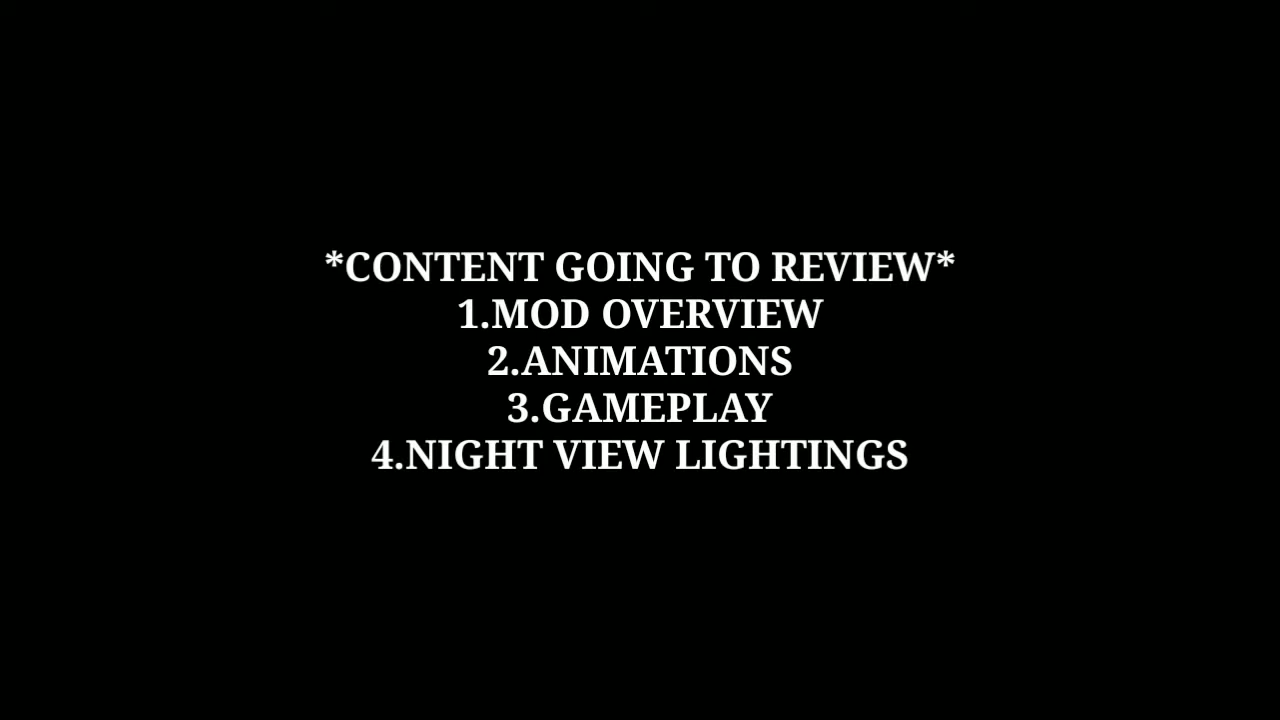 *CONTENT GOING TO REVIEW*
1.MOD OVERVIEW
2.ANIMATIONS
3.GAMEPLAY
4.NIGHT VIEW LIGHTINGS